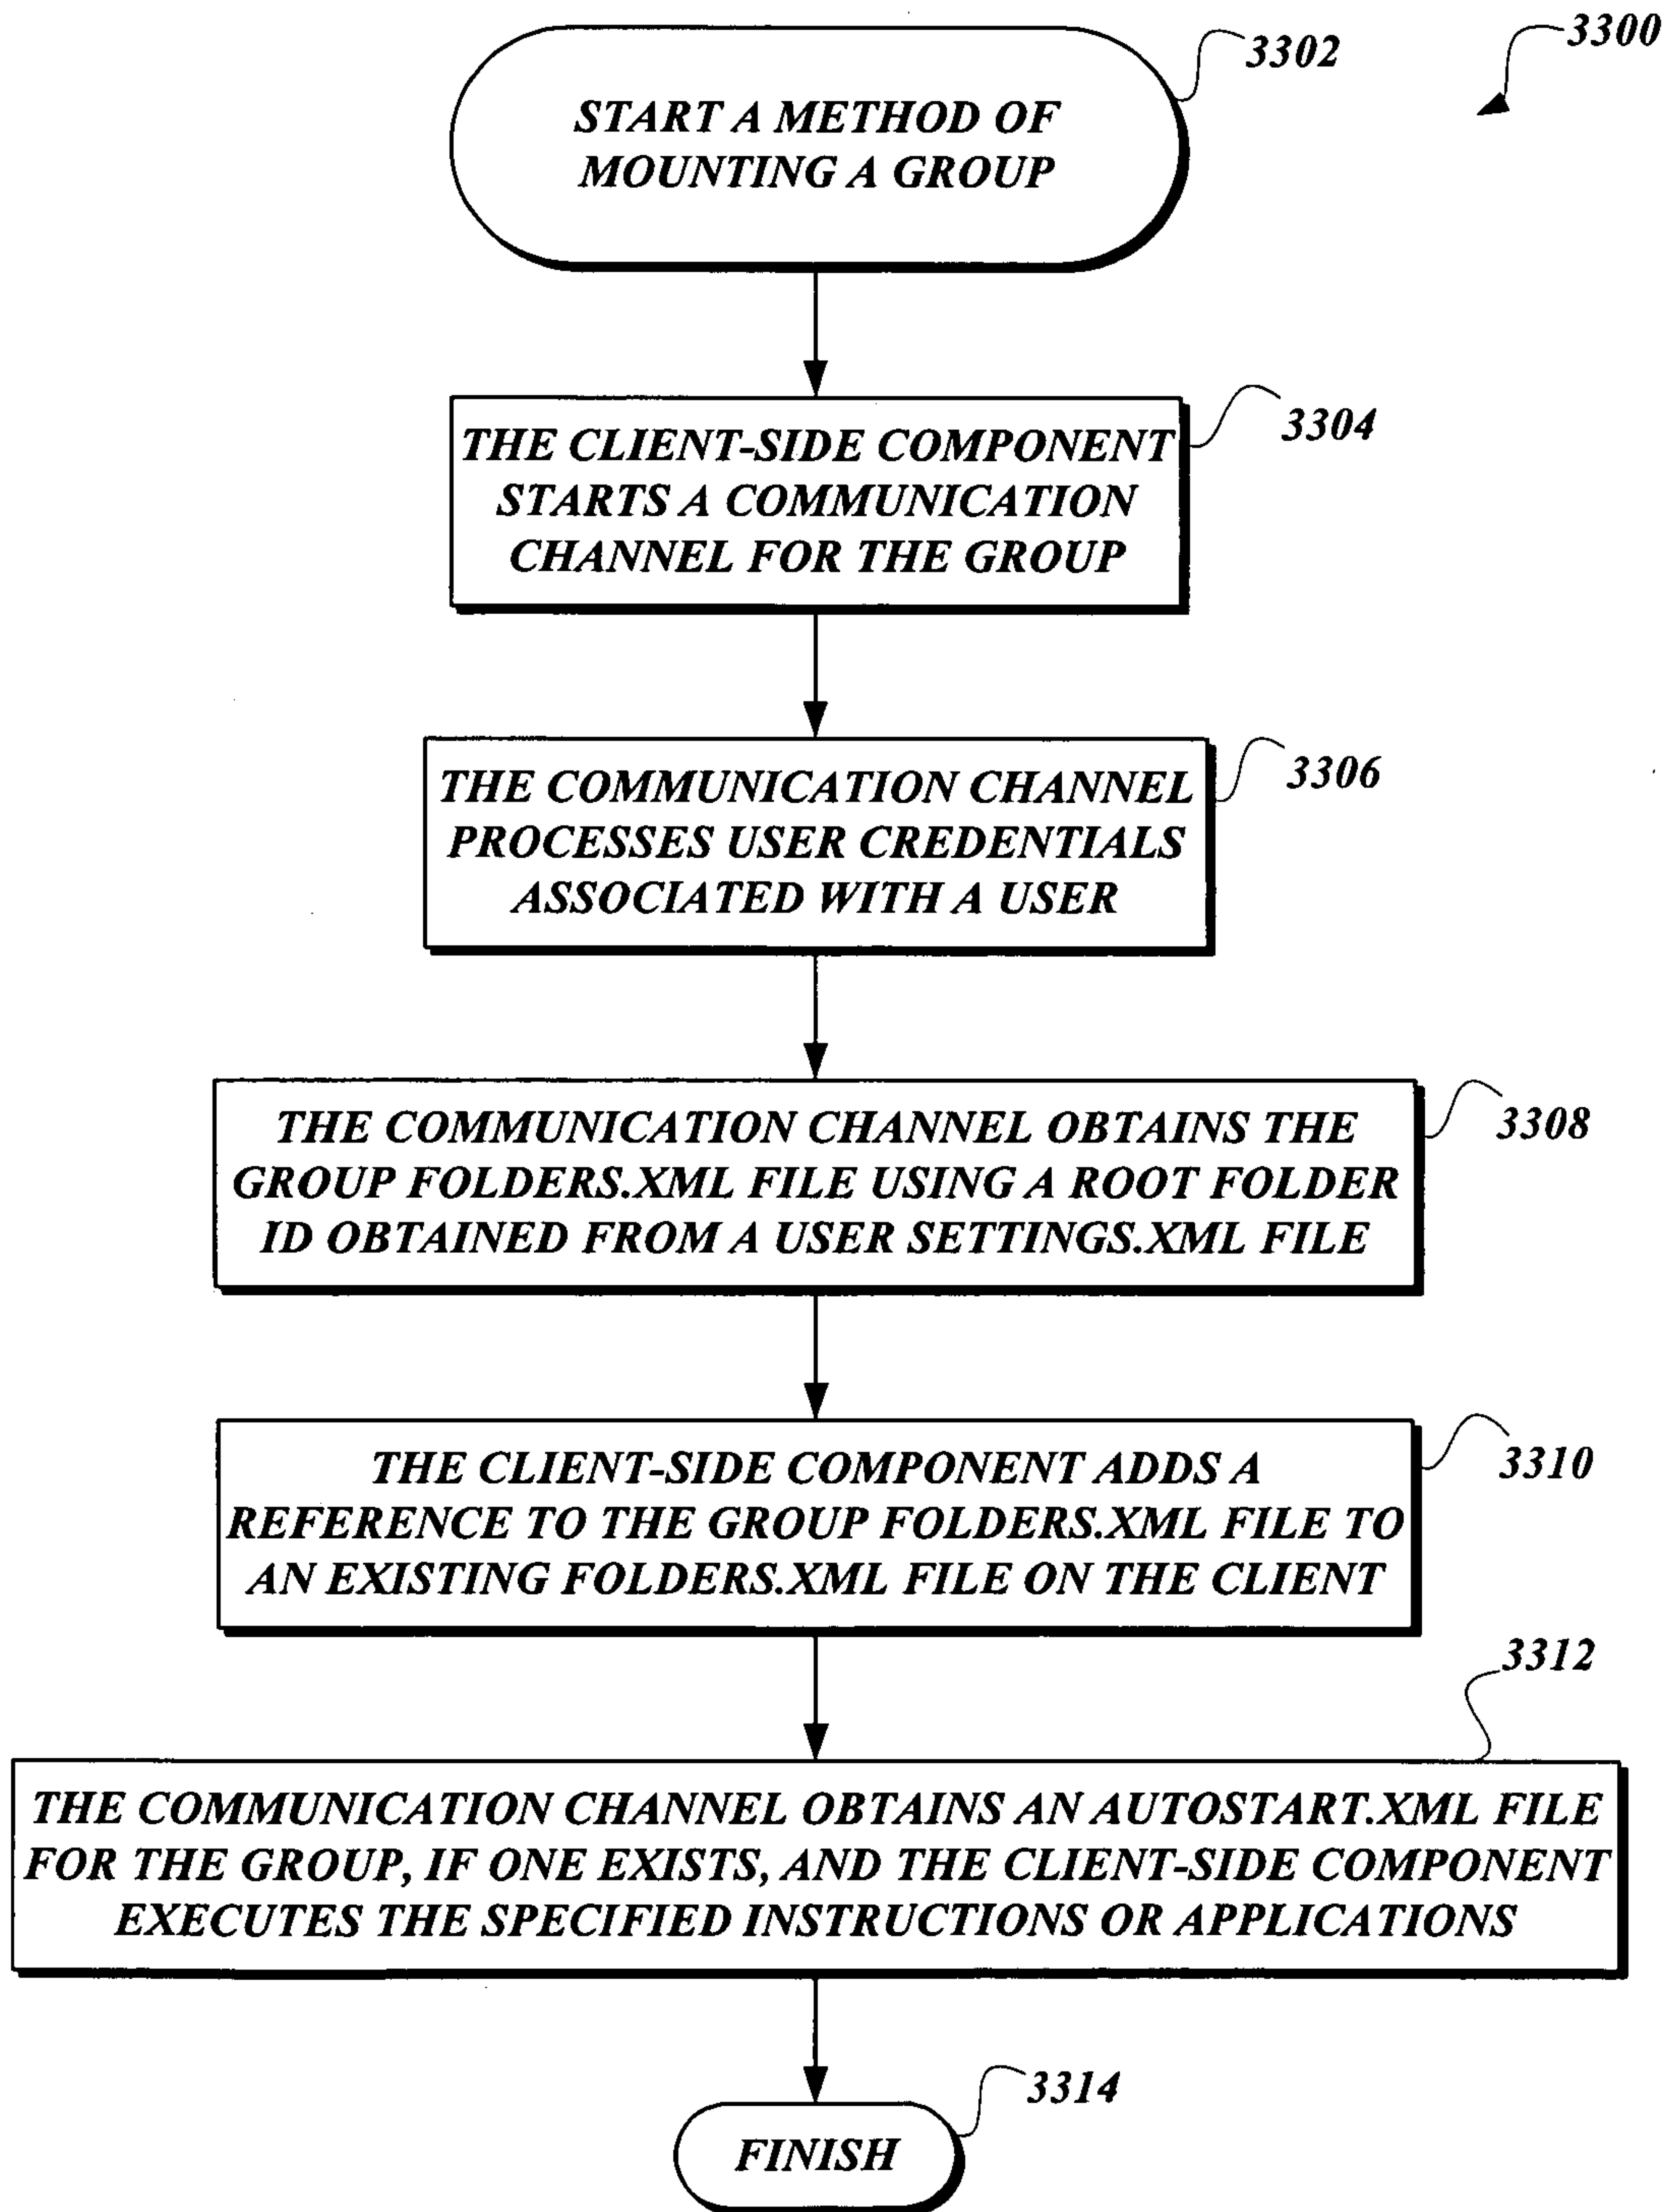 3300
3302
START A METHOD OF
MOUNTING A GROUP
3304
THE CLIENT-SIDE COMPONENT
STARTS A COMMUNICATION
CHANNEL FOR THE GROUP
3306
THE COMMUNICATION CHANNEL
PROCESSES USER CREDENTIALS
ASSOCIATED WITH A USER
3308
THE COMMUNICATION CHANNEL OBTAINS THE
GROUP FOLDERS.XML FILE USING A ROOT FOLDER
ID OBTAINED FROM A USER SETTINGS.XML FILE
3310
THE CLIENT-SIDE COMPONENT ADDS A
REFERENCE TO THE GROUP FOLDERS.XML FILE TO
AN EXISTING FOLDERS.XML FILE ON THE CLIENT
3312
THE COMMUNICATION CHANNEL OBTAINS AN AUTOSTART.XML FILE
FOR THE GROUP, IF ONE EXISTS, AND THE CLIENT-SIDE COMPONENT
EXECUTES THE SPECIFIED INSTRUCTIONS OR APPLICATIONS
3314
FINISH